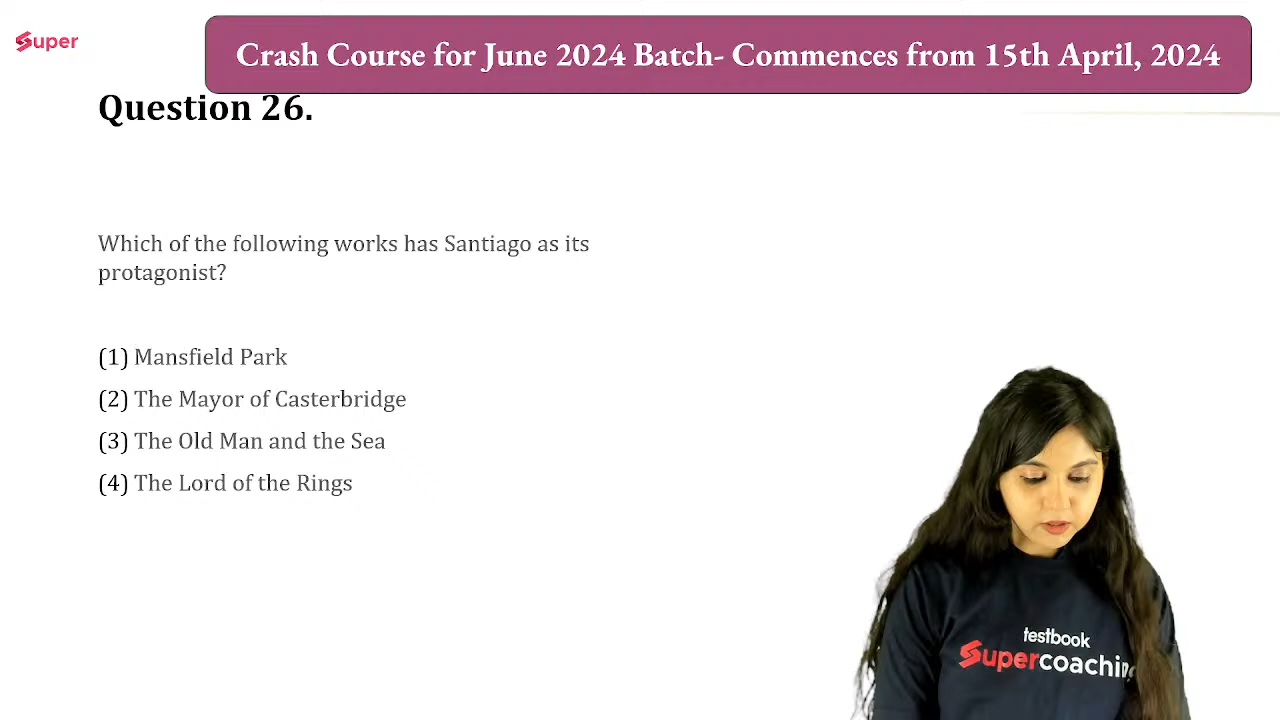 Super
Crash Course for June 2024 Batch- Commences from 15th April, 2024
Question 26.
Which of the following works has Santiago as its
protagonist?
(1) Mansfield Park
(2) The Mayor of Casterbridge
(3) The Old Man and the Sea
(4) The Lord of the Rings
testbook
Supercoaching